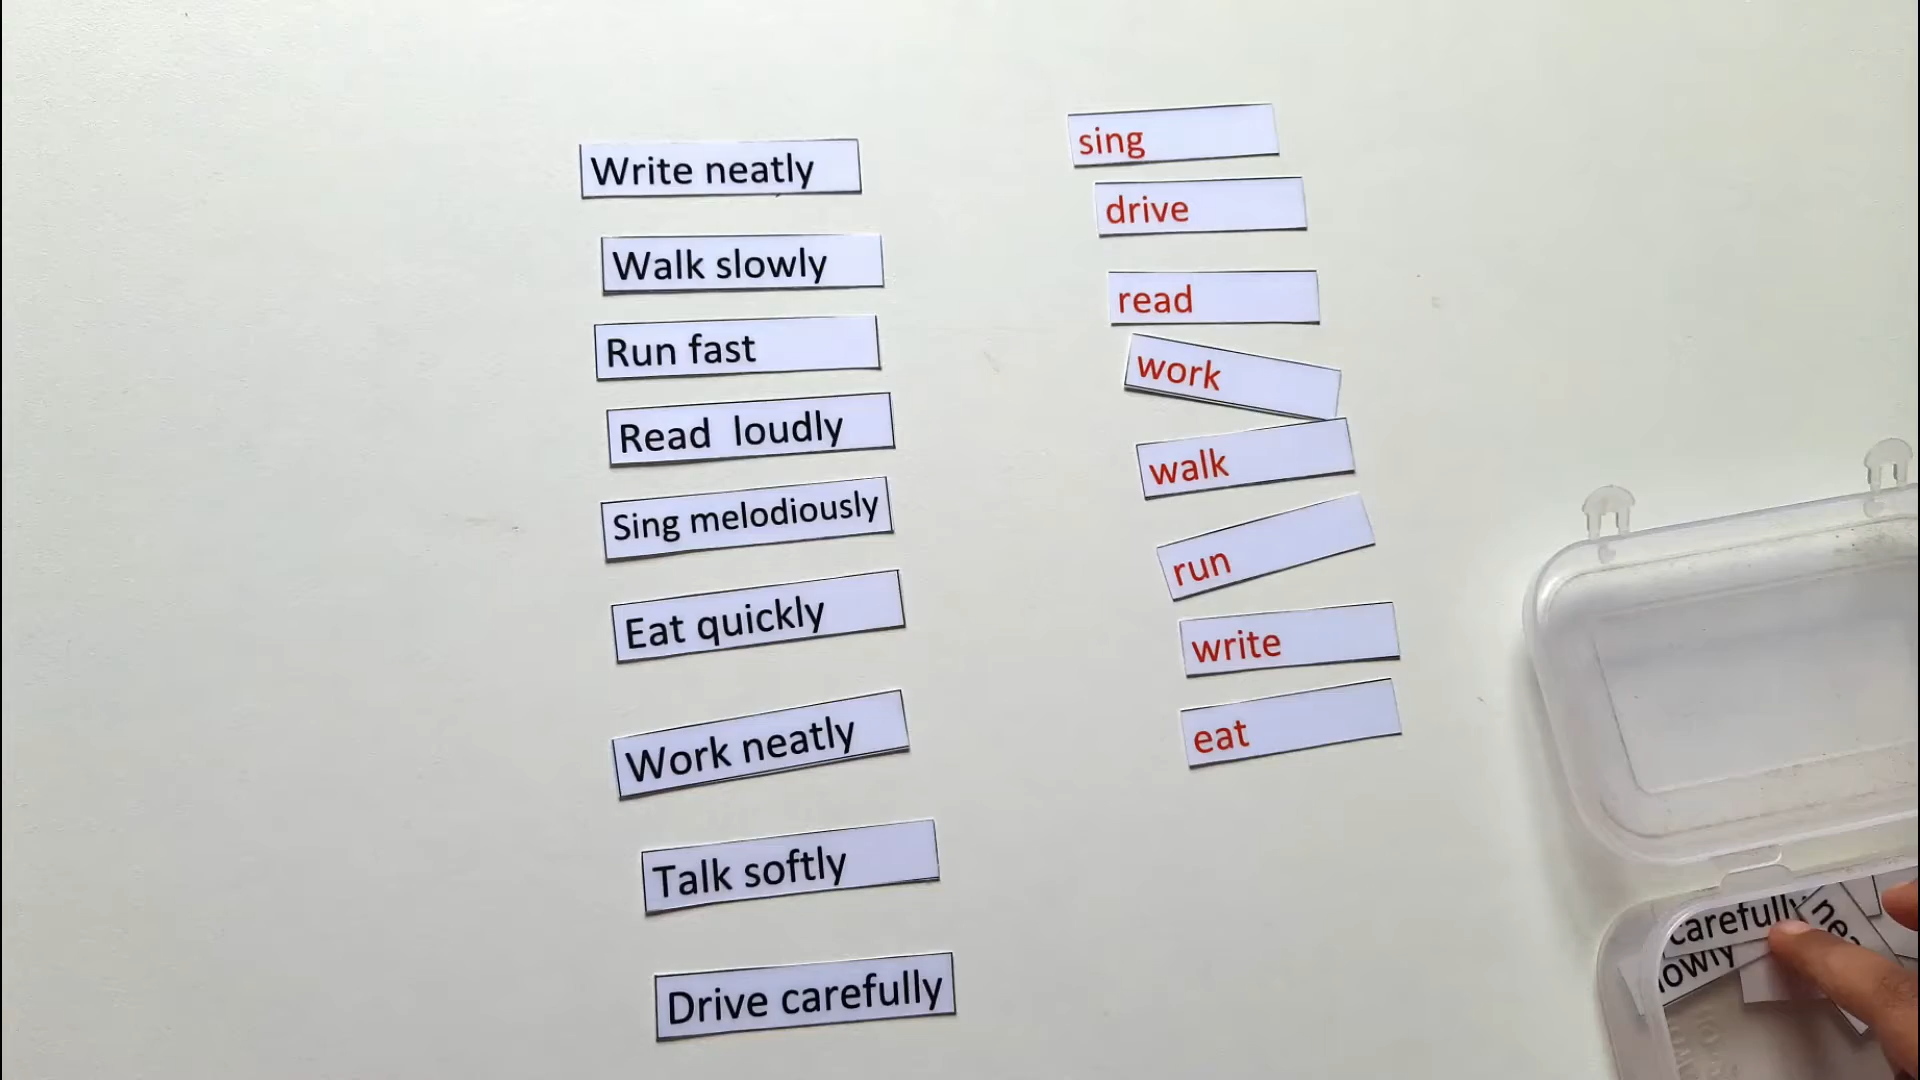 Write neatly
Walk slowly
Run fast
Read loudly
Sing melodiously
Eat quickly
Work neatly
Talk softly
Drive carefully
sing
drive
read
work
walk
run
write
eat
carefully